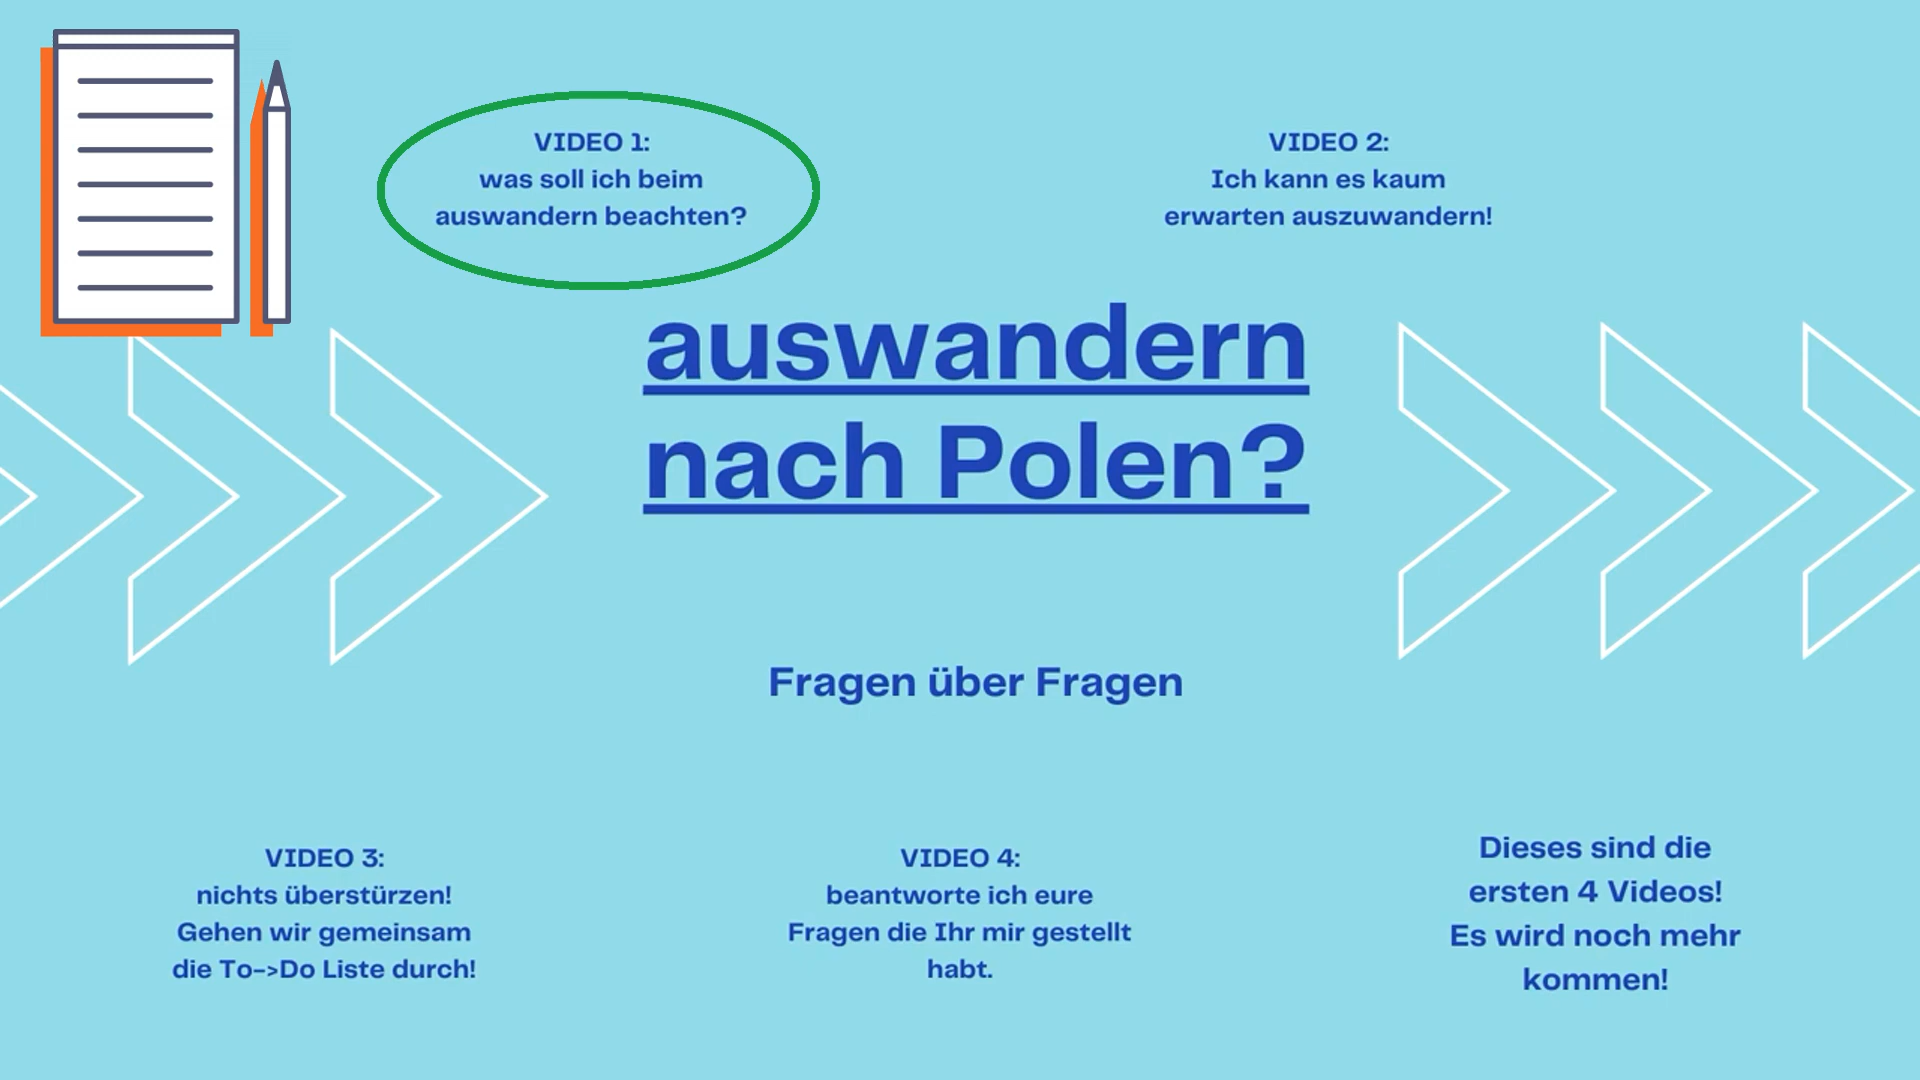 VIDEO 1:
was soll ich beim
auswandern beachten?
VIDEO 2:
Ich kann es kaum
erwarten auszuwandern!
auswandern
nach Polen?
Fragen über Fragen
VIDEO 3:
nichts überstürzen!
Gehen wir gemeinsam
die To->Do Liste durch!
VIDEO 4:
beantworte ich eure
Fragen die Ihr mir gestellt
habt.
Dieses sind die
ersten 4 Videos!
Es wird noch mehr
kommen!